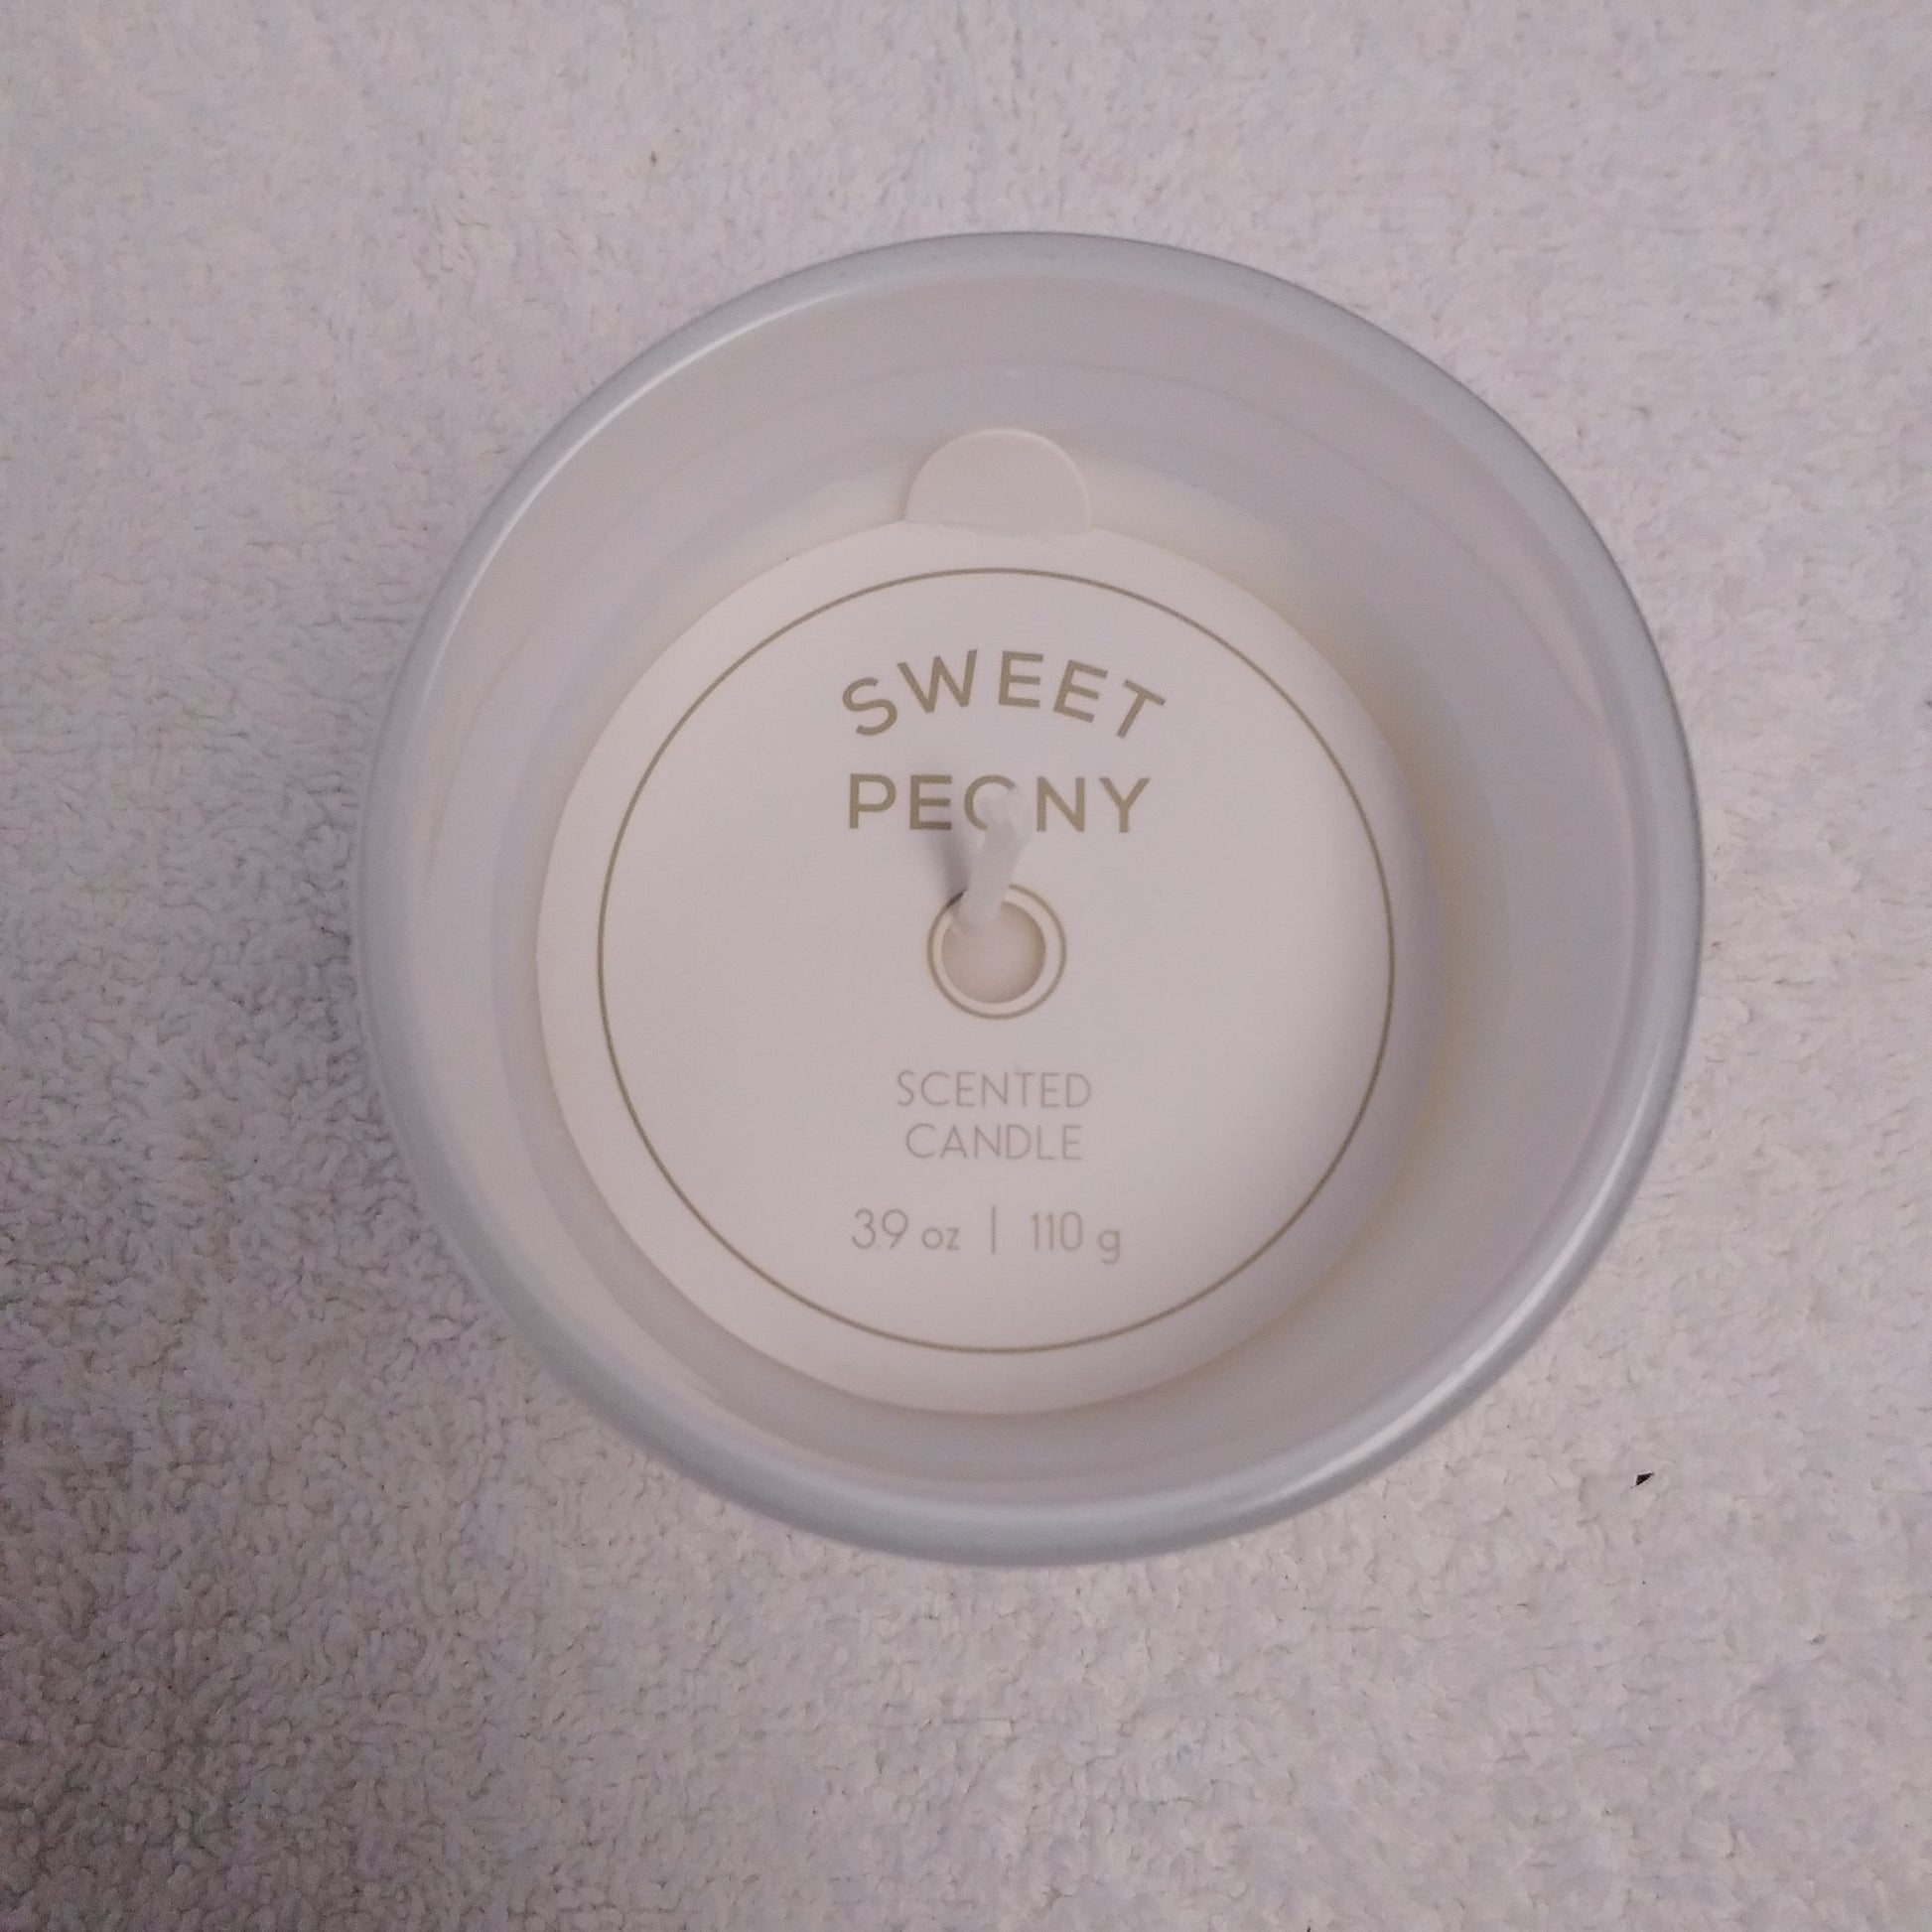 SWEET
PEONY
SCENTED
CANDLE
3.9 oz | 110 g